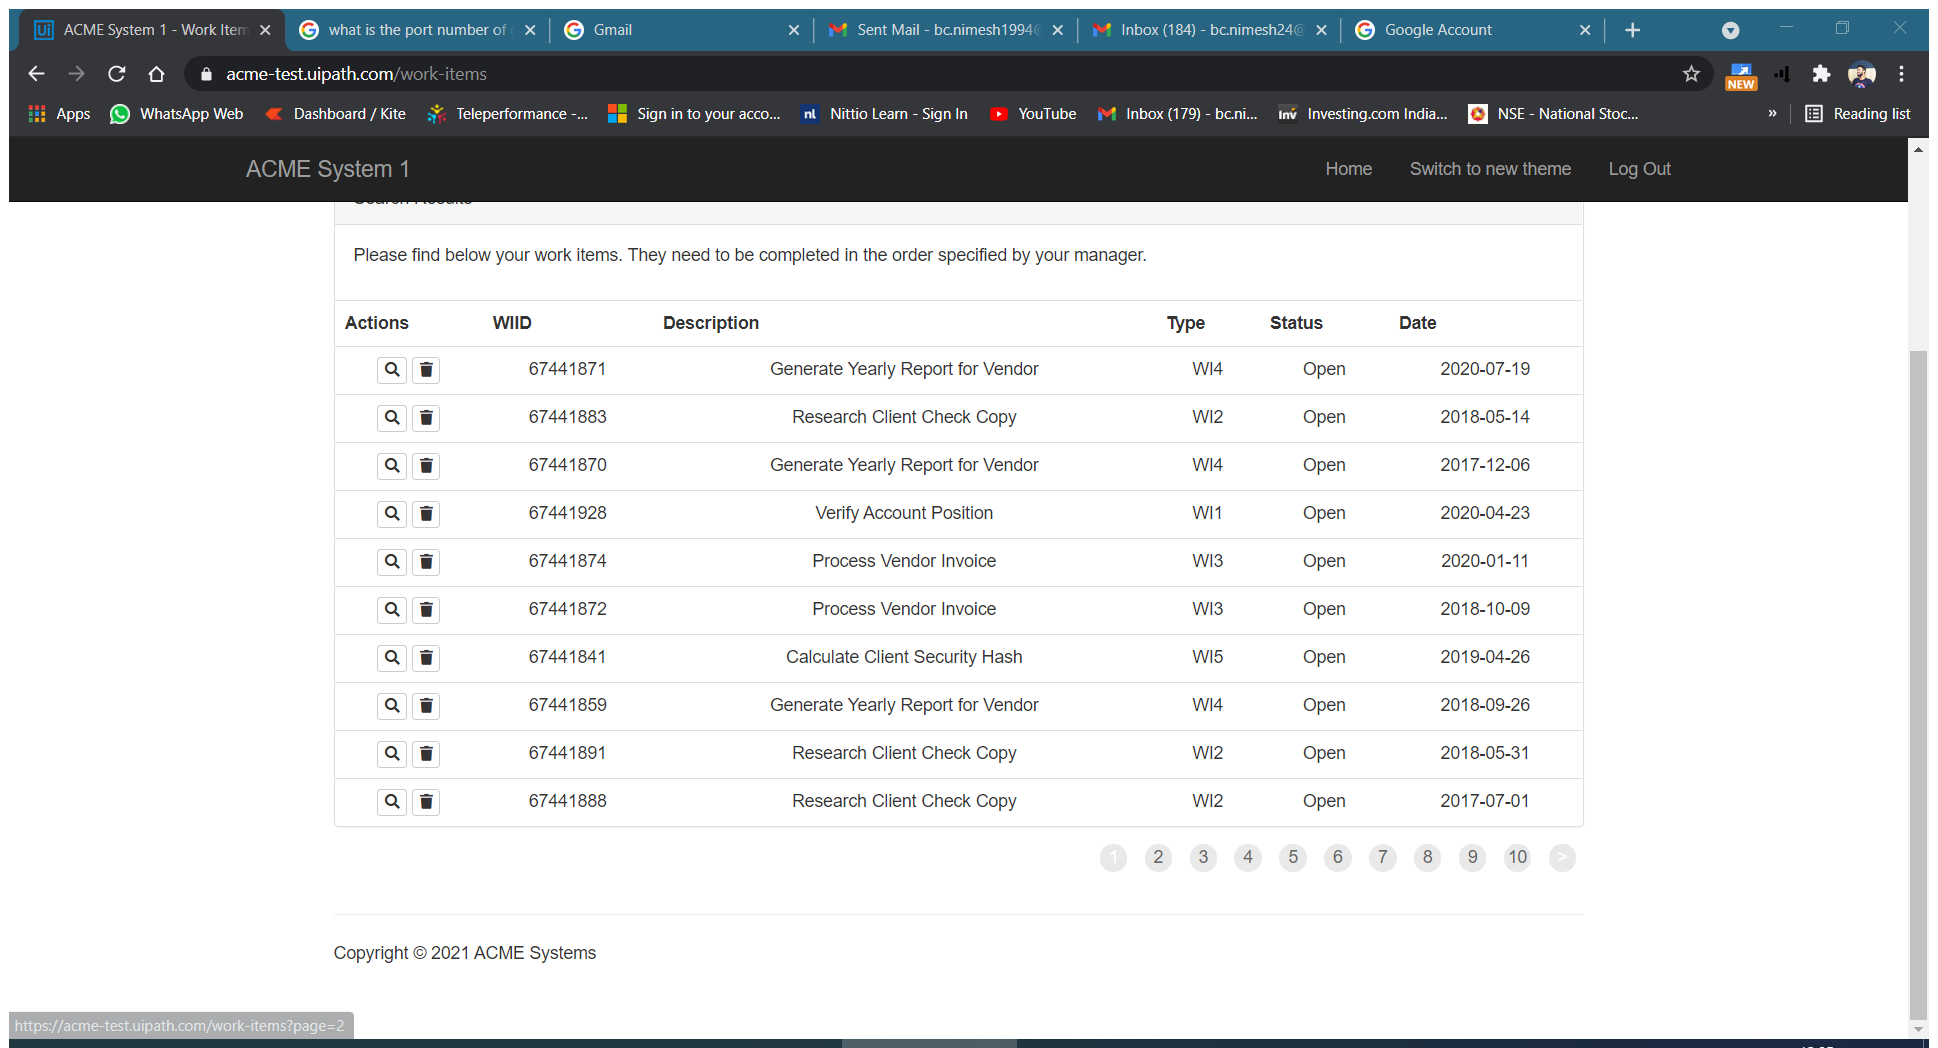 ACME System 1 - Work Item
what is the port number of
Gmail
Sent Mail - bc.nimesh1994@
Inbox (184) - bc.nimesh24@
Google Account
acme-test.uipath.com/work-items
NEW
Apps
WhatsApp Web
Dashboard / Kite
Teleperformance -...
Sign in to your acco...
nl
Nittio Learn - Sign In
YouTube
Inbox (179) - bc.ni...
Inv
Investing.com India...
NSE - National Stoc...
»
Reading list
ACME System 1
Home
Switch to new theme
Log Out
Search Results
Please find below your work items. They need to be completed in the order specified by your manager.
Actions WIID Description Type Status Date
67441871 Generate Yearly Report for Vendor WI4 Open 2020-07-19
67441883 Research Client Check Copy WI2 Open 2018-05-14
67441870 Generate Yearly Report for Vendor WI4 Open 2017-12-06
67441928 Verify Account Position WI1 Open 2020-04-23
67441874 Process Vendor Invoice WI3 Open 2020-01-11
67441872 Process Vendor Invoice WI3 Open 2018-10-09
67441841 Calculate Client Security Hash WI5 Open 2019-04-26
67441859 Generate Yearly Report for Vendor WI4 Open 2018-09-26
67441891 Research Client Check Copy WI2 Open 2018-05-31
67441888 Research Client Check Copy WI2 Open 2017-07-01
1 2 3 4 5 6 7 8 9 10 >
Copyright © 2021 ACME Systems
https://acme-test.uipath.com/work-items?page=2